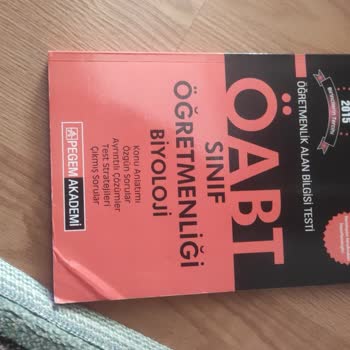 2015
ÖĞRETMENLİK ALAN BİLGİSİ TESTİ
ÖABT
SINIF
ÖĞRETMENLİĞİ
BİYOLOJİ
Konu Anlatımı
Özgün Sorular
Ayrıntılı Çözümler
Test Stratejileri
Çıkmış Sorular
PEGEM AKADEMİ